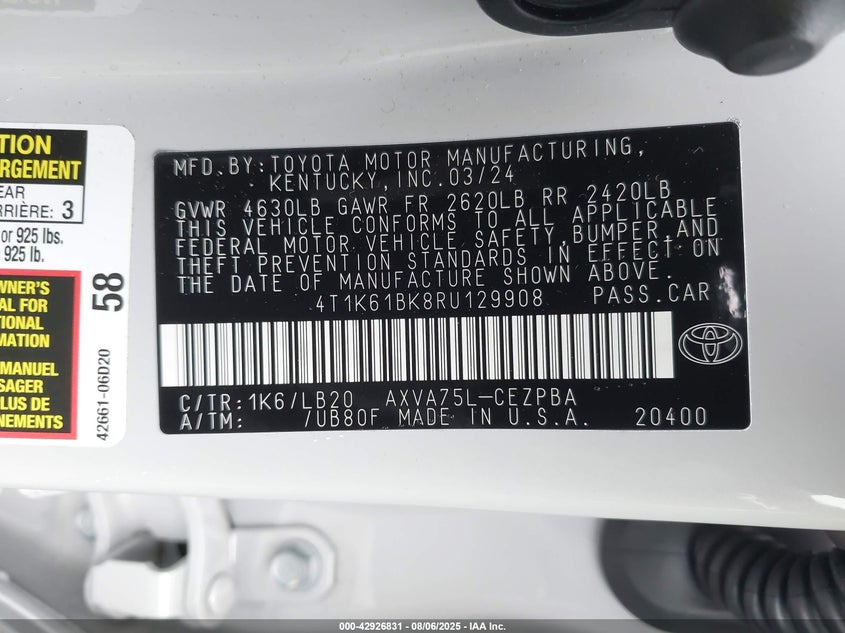 TION
ARGEMENT
EAR
RRIÈRE: 3
or 925 lbs.
925 lb.
WNER'S
AL FOR
TIONAL
RMATION
MANUEL
SAGER
LUS DE
NEMENTS
58
42661-06D20
MFD.BY:TOYOTA MOTOR MANUFACTURING,
KENTUCKY,INC.03/24
GVWR 4630LB GAWR FR 2620LB RR 2420LB
THIS VEHICLE CONFORMS TO ALL APPLICABLE
FEDERAL MOTOR VEHICLE SAFETY,BUMPER,AND
THEFT PREVENTION STANDARDS IN EFFECT ON
THE DATE OF MANUFACTURE SHOWN ABOVE.
4T1K61BK8RU129908 PASS.CAR
C/TR:1K6/LB20 AXVA75L-CEZPBA
A/TM: /UB80F MADE IN U.S.A. 20400
000-42926831 - 08/06/2025 - IAA Inc.